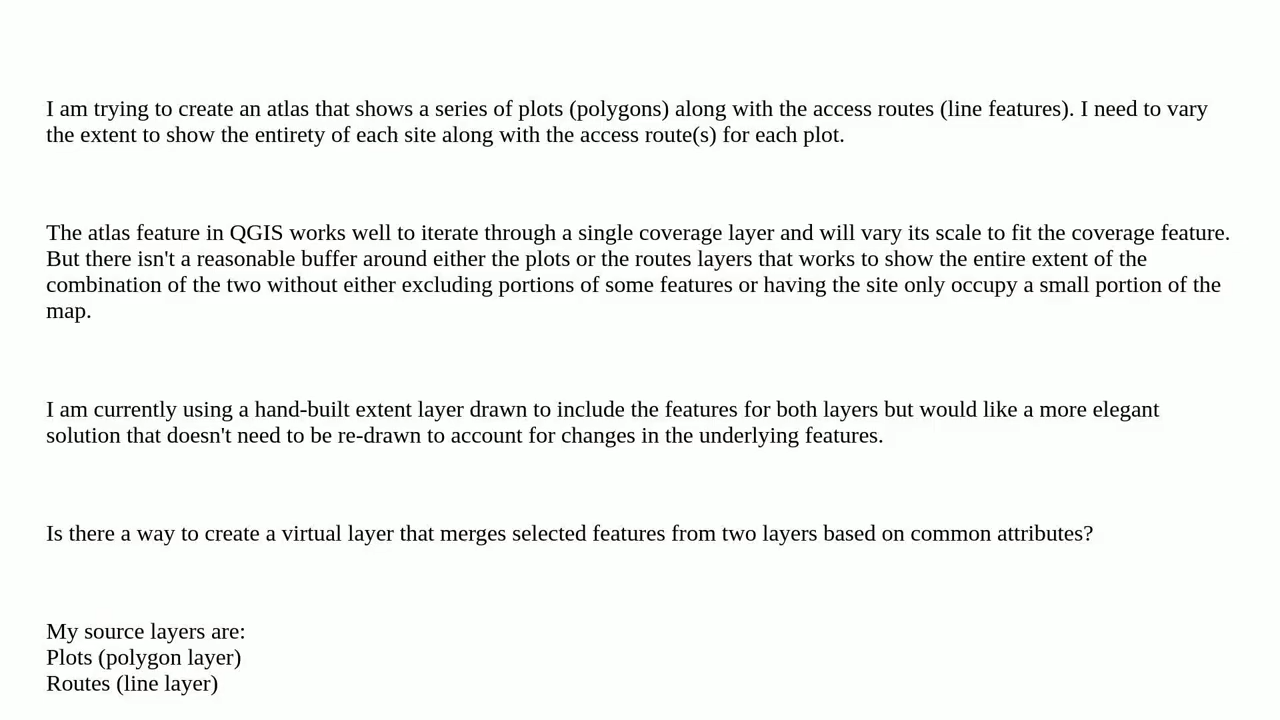 I am trying to create an atlas that shows a series of plots (polygons) along with the access routes (line features). I need to vary
the extent to show the entirety of each site along with the access route(s) for each plot.
The atlas feature in QGIS works well to iterate through a single coverage layer and will vary its scale to fit the coverage feature.
But there isn't a reasonable buffer around either the plots or the routes layers that works to show the entire extent of the
combination of the two without either excluding portions of some features or having the site only occupy a small portion of the
map.
I am currently using a hand-built extent layer drawn to include the features for both layers but would like a more elegant
solution that doesn't need to be re-drawn to account for changes in the underlying features.
Is there a way to create a virtual layer that merges selected features from two layers based on common attributes?
My source layers are:
Plots (polygon layer)
Routes (line layer)